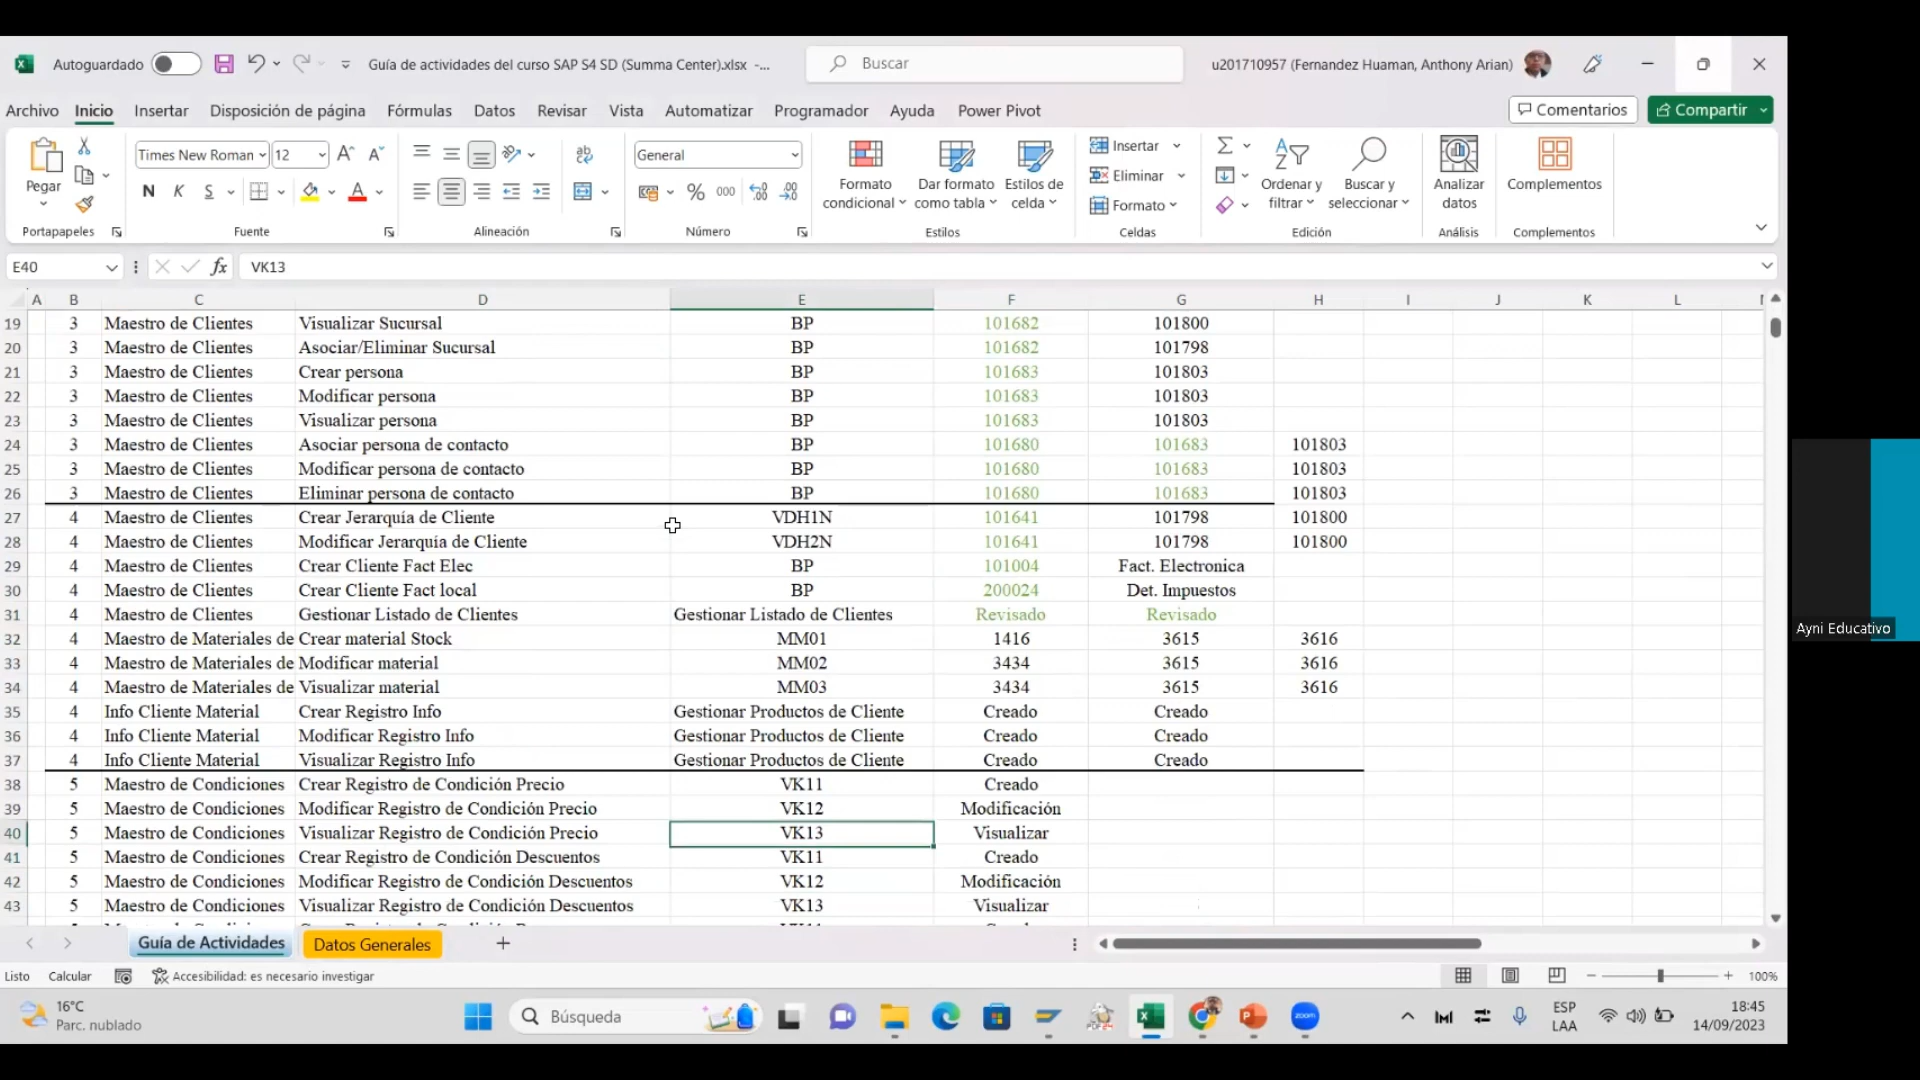 Autoguardado
Guía de actividades del curso SAP S4 SD (Summa Center).xlsx -...
Buscar
u201710957 (Fernandez Huaman, Anthony Arian)
Archivo Inicio Insertar Disposición de página Fórmulas Datos Revisar Vista Automatizar Programador Ayuda Power Pivot
Comentarios Compartir
Pegar
Times New Roman 12
N K S
General
% 000
Formato condicional
Dar formato como tabla
Estilos de celda
Insertar
Eliminar
Formato
Ordenar y filtrar
Buscar y seleccionar
Analizar datos
Complementos
Portapapeles Fuente Alineación Número Estilos Celdas Edición Análisis Complementos
E40 fx VK13
A B C D E F G H I J K L
19 3 Maestro de Clientes Visualizar Sucursal BP 101682 101800
20 3 Maestro de Clientes Asociar/Eliminar Sucursal BP 101682 101798
21 3 Maestro de Clientes Crear persona BP 101683 101803
22 3 Maestro de Clientes Modificar persona BP 101683 101803
23 3 Maestro de Clientes Visualizar persona BP 101683 101803
24 3 Maestro de Clientes Asociar persona de contacto BP 101680 101683 101803
25 3 Maestro de Clientes Modificar persona de contacto BP 101680 101683 101803
26 3 Maestro de Clientes Eliminar persona de contacto BP 101680 101683 101803
27 4 Maestro de Clientes Crear Jerarquía de Cliente VDH1N 101641 101798 101800
28 4 Maestro de Clientes Modificar Jerarquía de Cliente VDH2N 101641 101798 101800
29 4 Maestro de Clientes Crear Cliente Fact Elec BP 101004 Fact. Electronica
30 4 Maestro de Clientes Crear Cliente Fact local BP 200024 Det. Impuestos
31 4 Maestro de Clientes Gestionar Listado de Clientes Gestionar Listado de Clientes Revisado Revisado
32 4 Maestro de Materiales de Crear material Stock MM01 1416 3615 3616
33 4 Maestro de Materiales de Modificar material MM02 3434 3615 3616
34 4 Maestro de Materiales de Visualizar material MM03 3434 3615 3616
35 4 Info Cliente Material Crear Registro Info Gestionar Productos de Cliente Creado Creado
36 4 Info Cliente Material Modificar Registro Info Gestionar Productos de Cliente Creado Creado
37 4 Info Cliente Material Visualizar Registro Info Gestionar Productos de Cliente Creado Creado
38 5 Maestro de Condiciones Crear Registro de Condición Precio VK11 Creado
39 5 Maestro de Condiciones Modificar Registro de Condición Precio VK12 Modificación
40 5 Maestro de Condiciones Visualizar Registro de Condición Precio VK13 Visualizar
41 5 Maestro de Condiciones Crear Registro de Condición Descuentos VK11 Creado
42 5 Maestro de Condiciones Modificar Registro de Condición Descuentos VK12 Modificación
43 5 Maestro de Condiciones Visualizar Registro de Condición Descuentos VK13 Visualizar
Guía de Actividades Datos Generales
Listo Calcular Accesibilidad: es necesario investigar 100%
16°C
Parc. nublado
Búsqueda
zoom
ESP
LAA
18:45
14/09/2023
Ayni Educativo